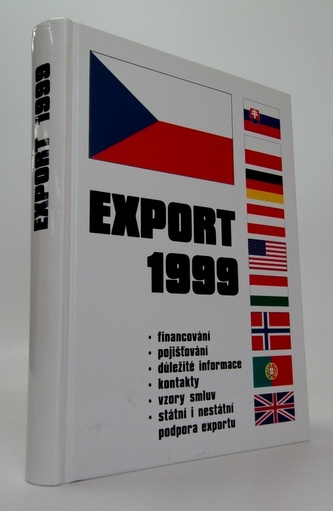 EXPORT 1999
EXPORT
1999
• financování
• pojišťování
• důležité informace
• kontakty
• vzory smluv
• státní i nestátní
podpora exportu